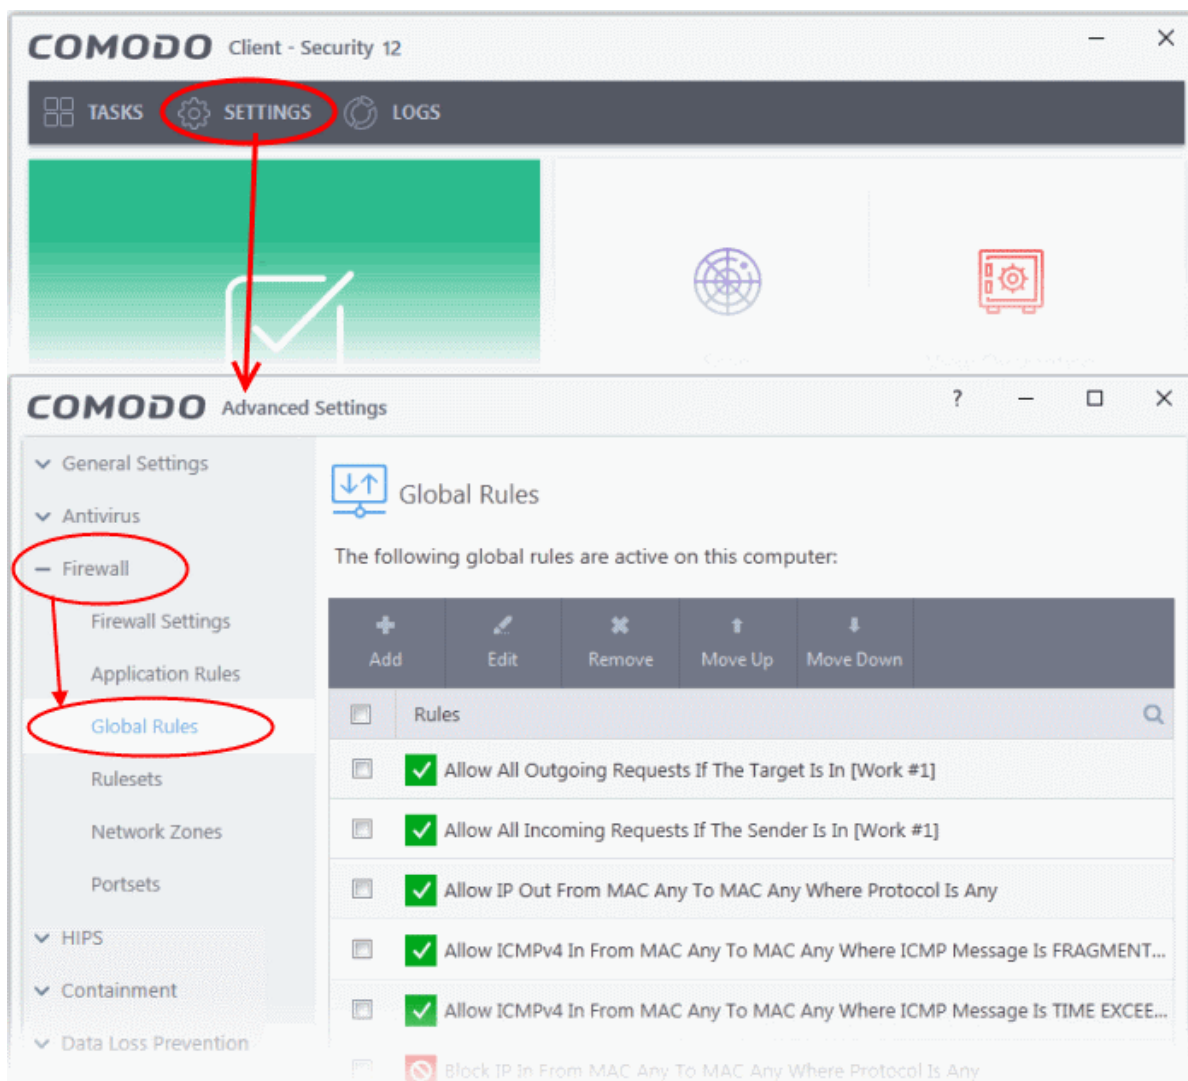 COMODO Client - Security 12
TASKS SETTINGS LOGS
Scan View Quarantine
COMODO Advanced Settings ?
General Settings
Antivirus
Firewall
Firewall Settings
Application Rules
Global Rules
Rulesets
Network Zones
Portsets
HIPS
Containment
Data Loss Prevention
Global Rules
The following global rules are active on this computer:
Add Edit Remove Move Up Move Down
Rules
Allow All Outgoing Requests If The Target Is In [Work #1]
Allow All Incoming Requests If The Sender Is In [Work #1]
Allow IP Out From MAC Any To MAC Any Where Protocol Is Any
Allow ICMPv4 In From MAC Any To MAC Any Where ICMP Message Is FRAGMENT...
Allow ICMPv4 In From MAC Any To MAC Any Where ICMP Message Is TIME EXCEE...
Block IP In From MAC Any To MAC Any Where Protocol Is Any